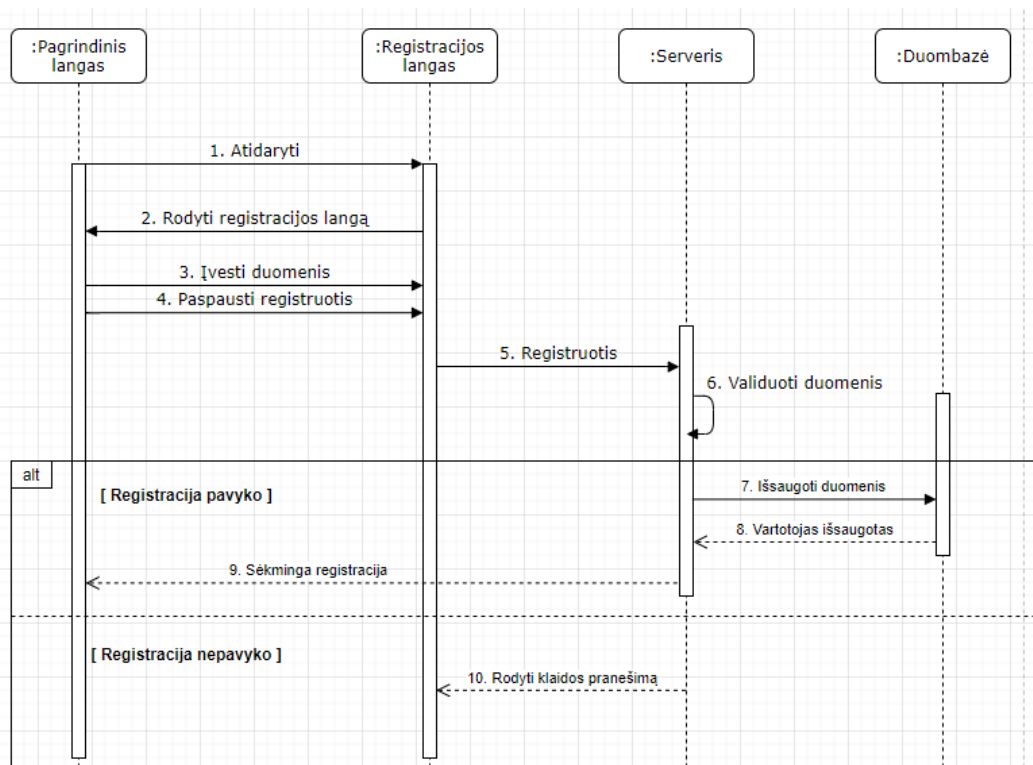 :Pagrindinis
langas
:Registracijos
langas
:Serveris
:Duombazė
1. Atidaryti
2. Rodyti registracijos langą
3. Įvesti duomenis
4. Paspausti registruotis
5. Registruotis
6. Validuoti duomenis
alt
[ Registracija pavyko ]
7. Išsaugoti duomenis
8. Vartotojas išsaugotas
9. Sėkminga registracija
[ Registracija nepavyko ]
10. Rodyti klaidos pranešimą